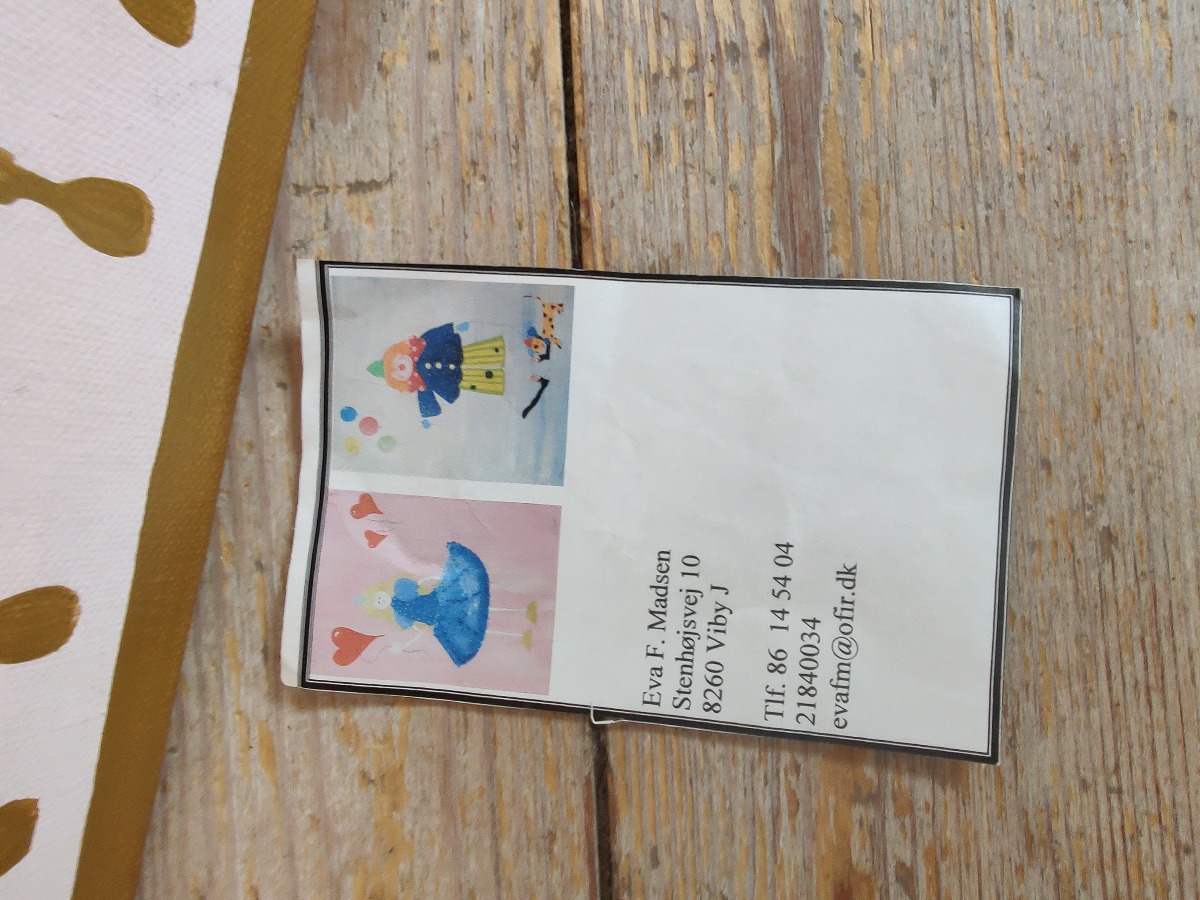 Eva F. Madsen
Stenhøjsvej 10
8260 Viby J
Tlf. 86 14 54 04
21840034
evafm@ofir.dk